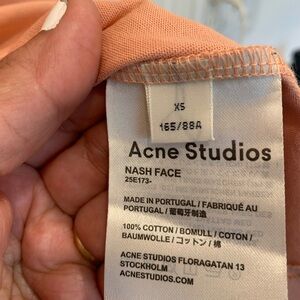 XS
165/88A
Acne Studios
NASH FACE
25E173-
MADE IN PORTUGAL / FABRIQUÉ AU
PORTUGAL / 葡萄牙制造
100% COTTON / BOMULL / COTON /
BAUMWOLLE / コットン / 棉
ACNE STUDIOS FLORAGATAN 13
STOCKHOLM
ACNESTUDIOS.COM